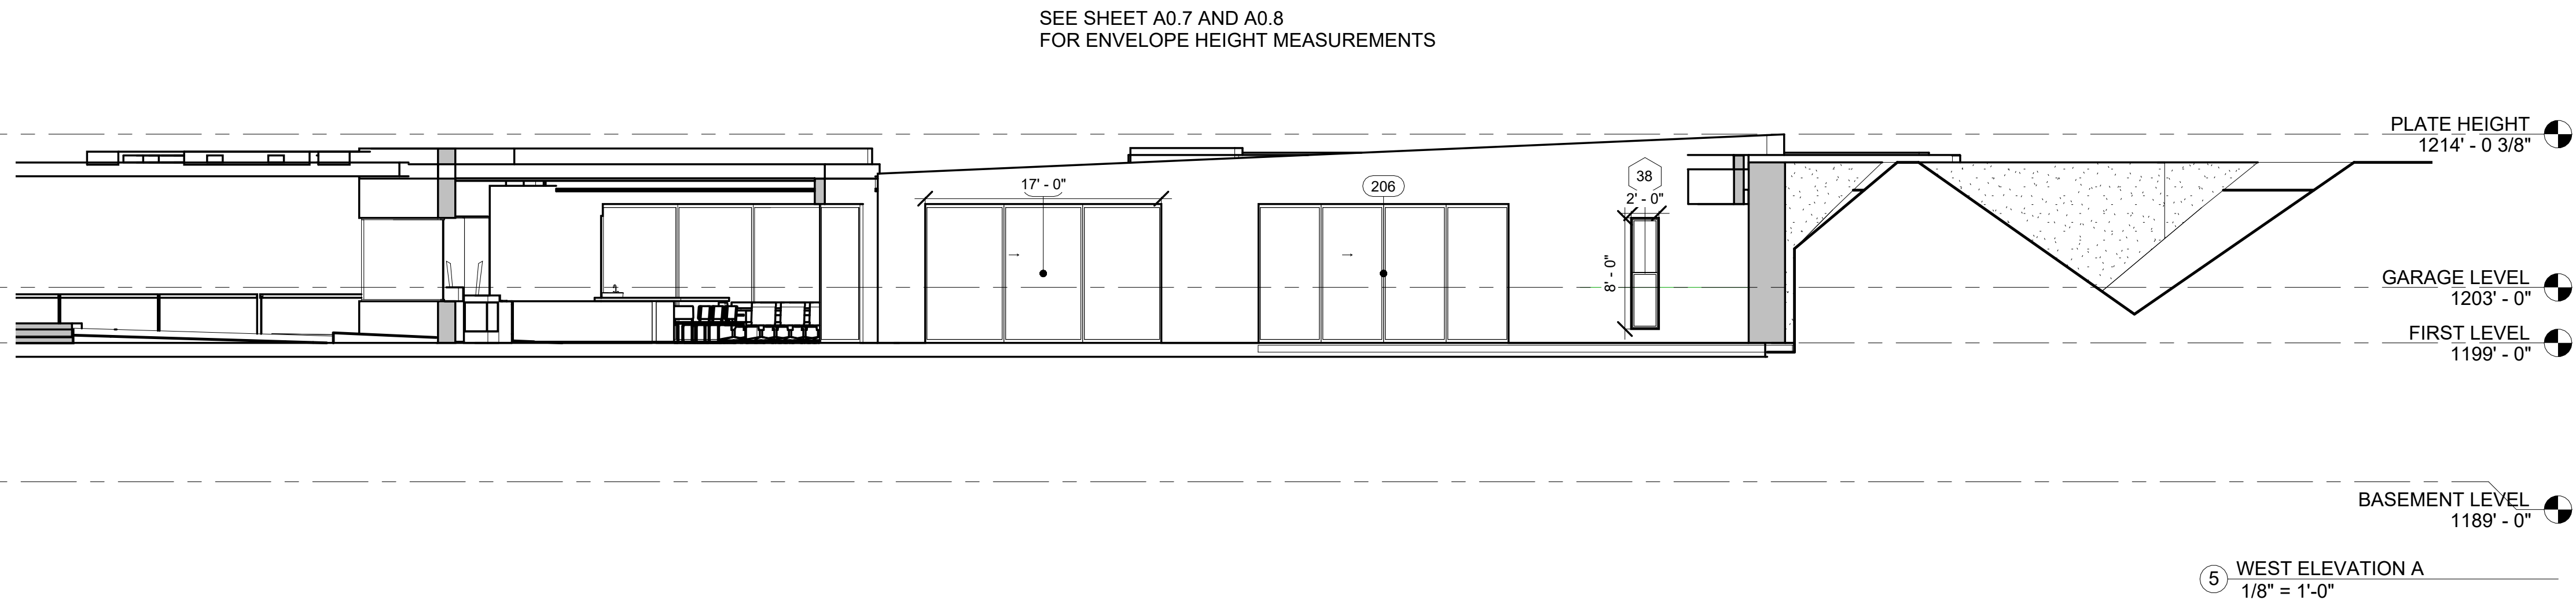 SEE SHEET A0.7 AND A0.8
FOR ENVELOPE HEIGHT MEASUREMENTS
PLATE HEIGHT
1214' - 0 3/8"
17' - 0"
206
38
2' - 0"
8' - 0"
GARAGE LEVEL
1203' - 0"
FIRST LEVEL
1199' - 0"
BASEMENT LEVEL
1189' - 0"
5
WEST ELEVATION A
1/8" = 1'-0"